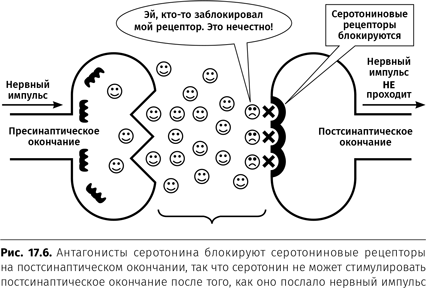 Эй, кто-то заблокировал
мой рецептор. Это нечестно!
Серотониновые
рецепторы
блокируются
Нервный
импульс
Нервный
импульс
НЕ
проходит
Пресинаптическое
окончание
Постсинаптическое
окончание
Рис. 17.6. Антагонисты серотонина блокируют серотониновые рецепторы
на постсинаптическом окончании, так что серотонин не может стимулировать
постсинаптическое окончание после того, как оно послало нервный импульс